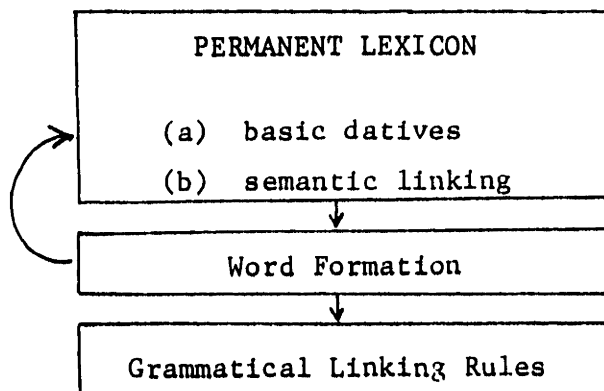 PERMANENT LEXICON
(a) basic datives
(b) semantic linking
Word Formation
Grammatical Linking Rules